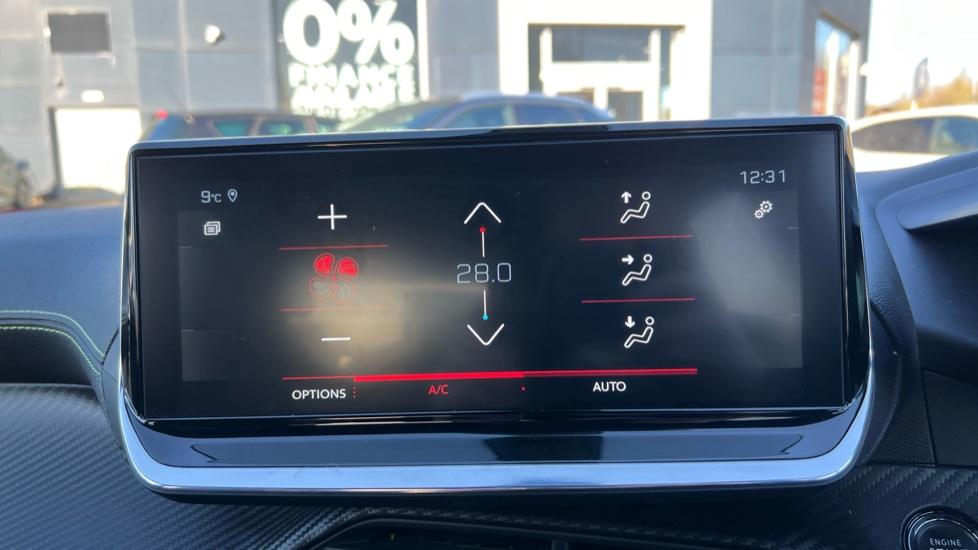 0%
FINANCE
9°C
12:31
28.0
OPTIONS
A/C
AUTO
ENGINE